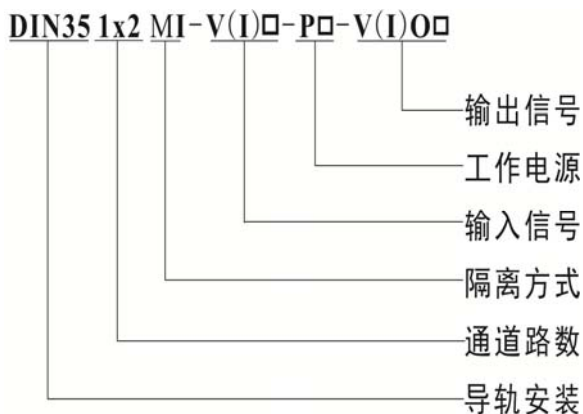 DIN35 1x2 MI-V(I)□-P□-V(I)O□
输出信号
工作电源
输入信号
隔离方式
通道路数
导轨安装